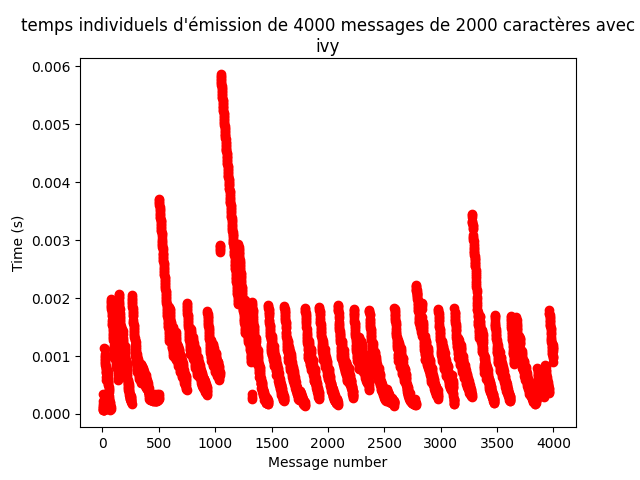 temps individuels d'émission de 4000 messages de 2000 caractères avec
ivy
0.006
0.005
0.004
0.003
0.002
0.001
0.000
Time (s)
0 500 1000 1500 2000 2500 3000 3500 4000
Message number